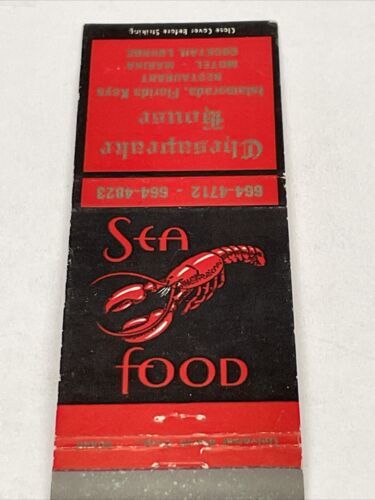 Close Cover Before Striking
COCKTAIL LOUNGE
MOTEL - MARINA
RESTAURANT
Islamorada, Florida Keys
House
Chesapeake
664-4712 - 664-4823
SEA
FOOD